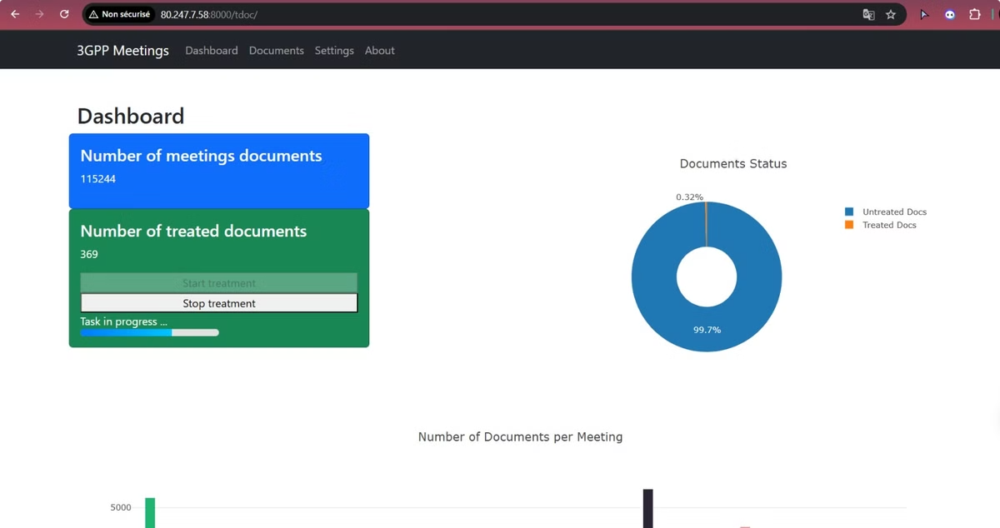 Non sécurisé 80.247.7.58:8000/tdoc/
3GPP Meetings Dashboard Documents Settings About
Dashboard
Number of meetings documents
115244
Number of treated documents
369
Start treatment
Stop treatment
Task in progress ...
Documents Status
0.32%
99.7%
Untreated Docs
Treated Docs
Number of Documents per Meeting
5000